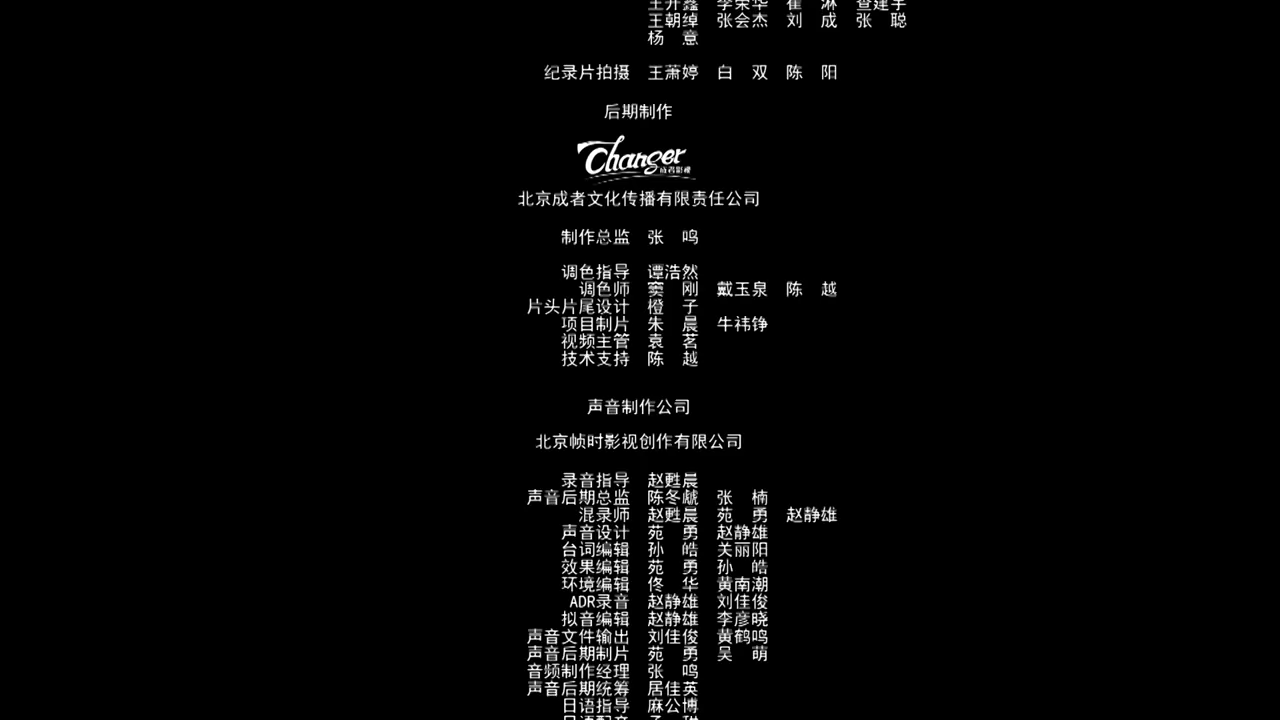 王朝绰 张会杰 刘 成 张 聪
杨 意
纪录片拍摄 王萧婷 白 双 陈 阳
后期制作
Changer
成者影视
北京成者文化传播有限责任公司
制作总监 张 鸣
调色指导 谭浩然
调色师 窦 刚 戴玉泉 陈 越
片头片尾设计 橙 子
项目制片 朱 晨 牛祎铮
视频主管 袁 茗
技术支持 陈 越
声音制作公司
北京帧时影视创作有限公司
录音指导 赵甦晨
声音后期总监 陈冬虣 张 楠
混录师 赵甦晨 苑 勇 赵静雄
声音设计 苑 勇 赵静雄
台词编辑 孙 皓 关丽阳
效果编辑 苑 勇 孙 皓
环境编辑 佟 华 黄南潮
ADR录音 赵静雄 刘佳俊
拟音编辑 赵静雄 李彦晓
声音文件输出 刘佳俊 黄鹤鸣
声音后期制片 苑 勇 吴 萌
音频制作经理 张 鸣
声音后期统筹 居佳英
日语指导 麻公博